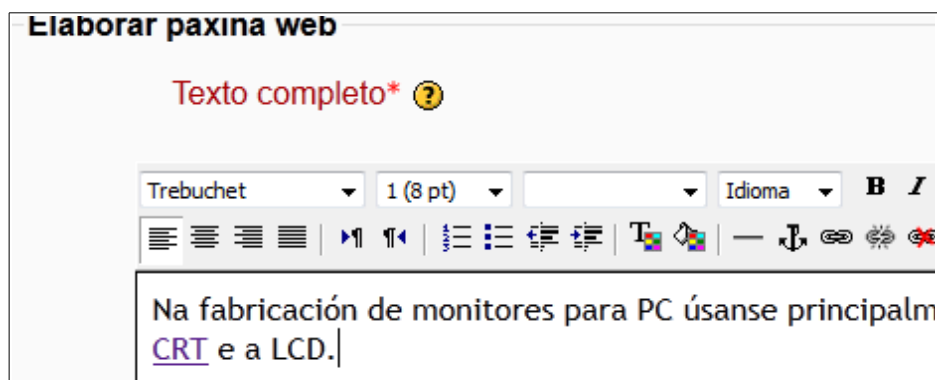 Elaborar páxina web
Texto completo*
Trebuchet 1 (8 pt) Idioma B I
Na fabricación de monitores para PC úsanse principalm
CRT e a LCD.